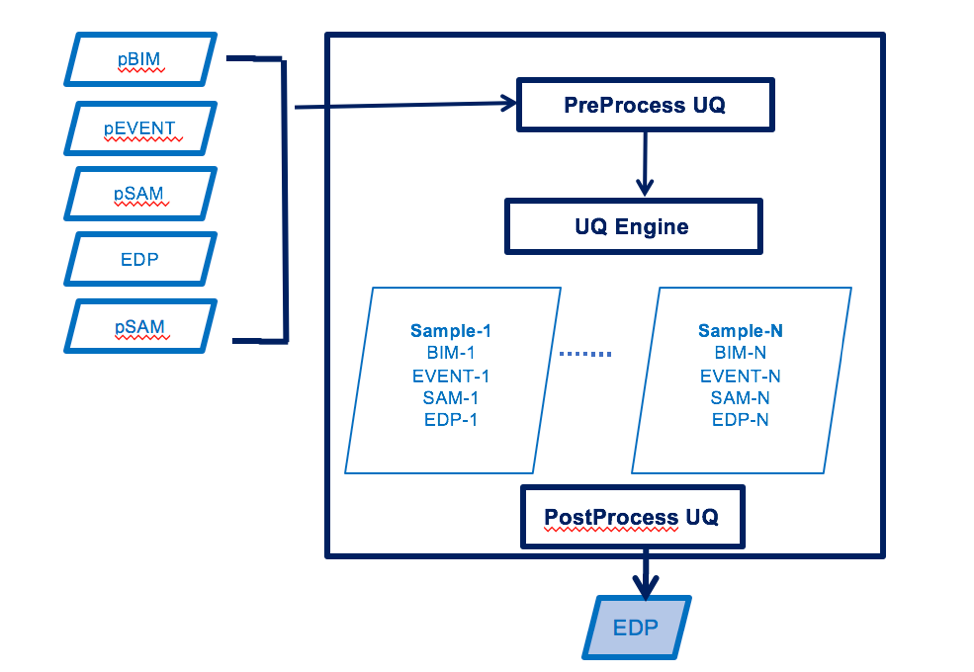 pBIM
pEVENT
pSAM
EDP
pSAM
PreProcess UQ
UQ Engine
Sample-1
BIM-1
EVENT-1
SAM-1
EDP-1
Sample-N
BIM-N
EVENT-N
SAM-N
EDP-N
PostProcess UQ
EDP